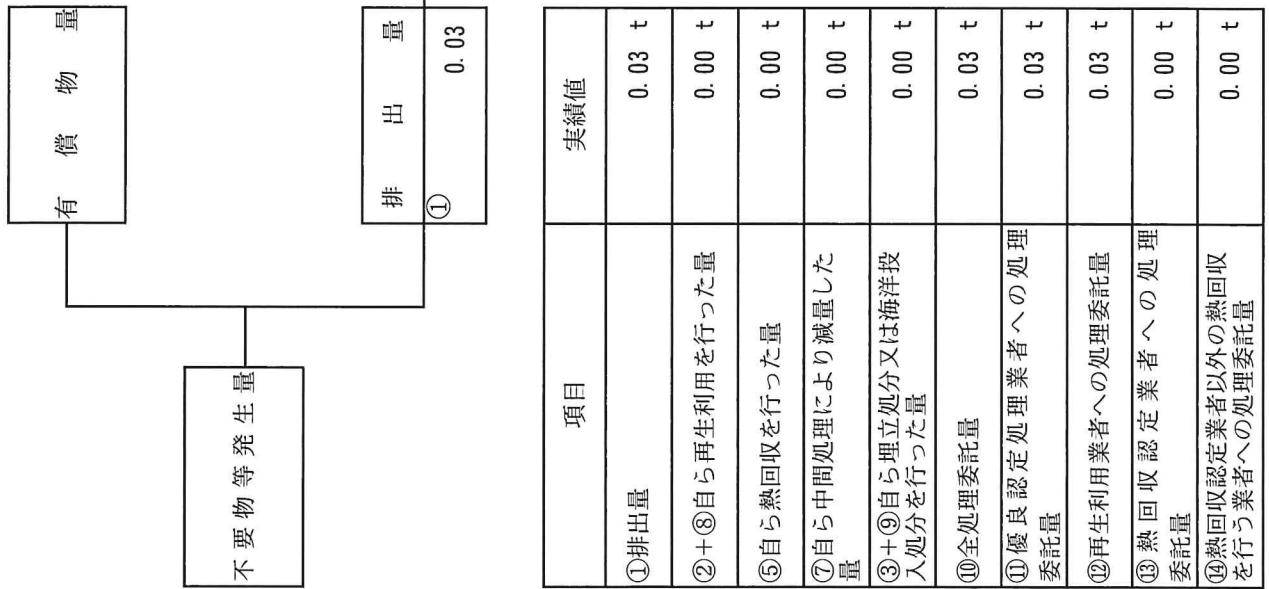 有償物量
不要物等発生量
排出量
① 0.03
項目 実績値
①排出量 0.03 t
②+⑧自ら再生利用を行った量 0.00 t
⑤自ら熱回収を行った量 0.00 t
⑦自ら中間処理により減量した
量 0.00 t
③+⑨自ら埋立処分又は海洋投
入処分を行った量 0.00 t
⑩全処理委託量 0.03 t
⑪優良認定処理業者への処理
委託量 0.03 t
⑫再生利用業者への処理委託量 0.03 t
⑬熱回収認定業者への処理
委託量 0.00 t
⑭熱回収認定業者以外の熱回収
を行う業者への処理委託量 0.00 t